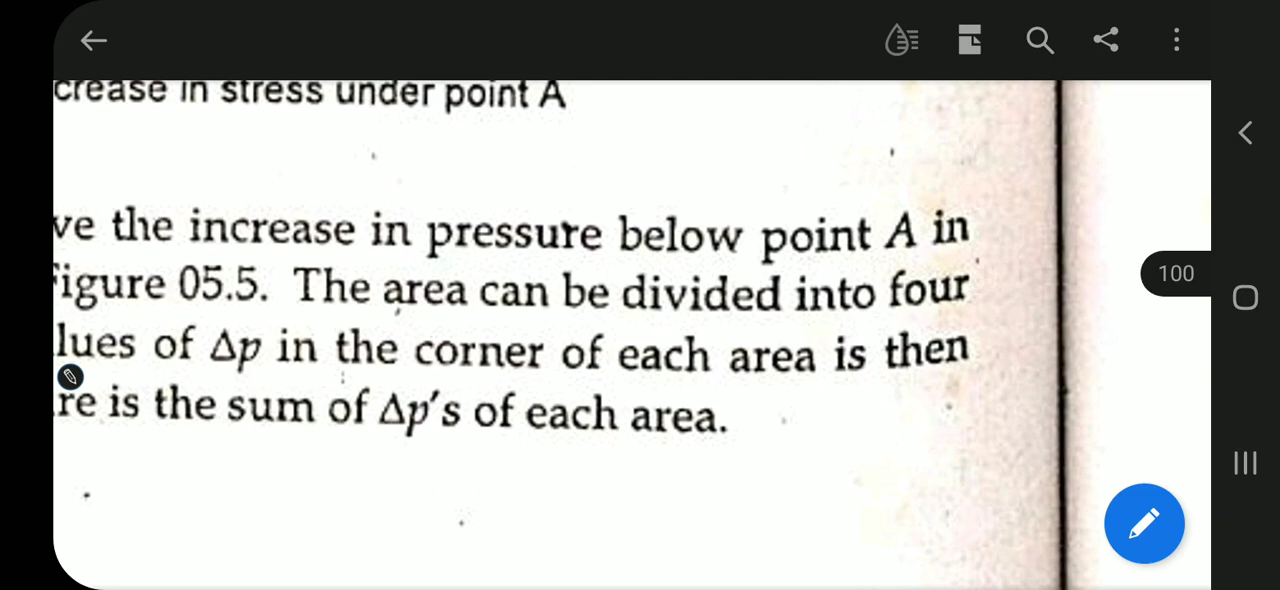 crease in stress under point A
ve the increase in pressure below point A in
igure 05.5. The area can be divided into four
100
lues of Δp in the corner of each area is then
re is the sum of Δp's of each area.